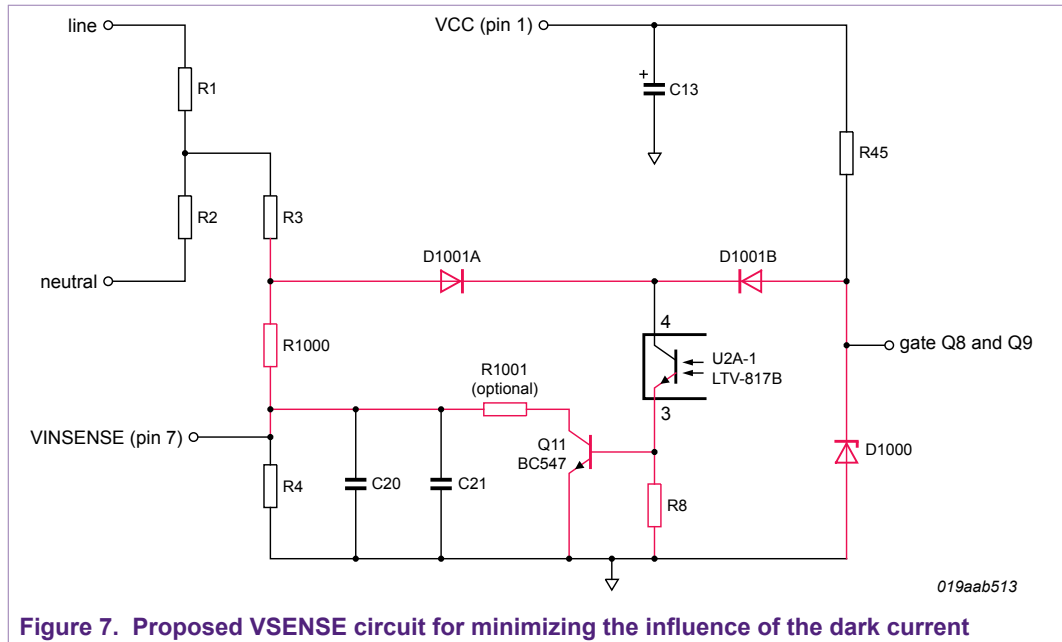 line
VCC (pin 1)
R1
+
C13
R45
R2
R3
neutral
D1001A
D1001B
4
R1000
U2A-1
LTV-817B
gate Q8 and Q9
R1001
(optional)
3
VINSENSE (pin 7)
Q11
BC547
D1000
R4
C20
C21
R8
019aab513
Figure 7. Proposed VSENSE circuit for minimizing the influence of the dark current